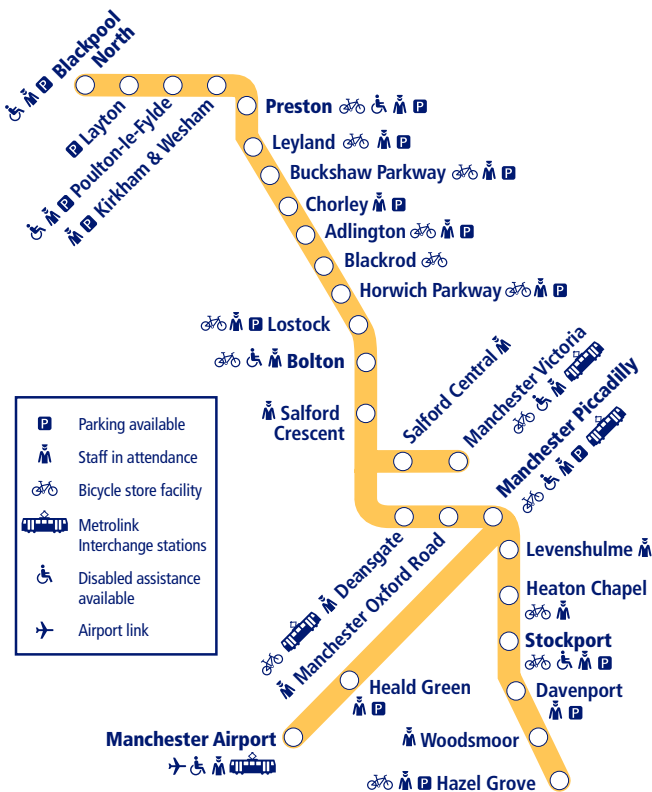 Blackpool
North
Layton
Poulton-le-Fylde
Kirkham & Wesham
Preston
Leyland
Buckshaw Parkway
Chorley
Adlington
Blackrod
Horwich Parkway
Lostock
Bolton
Salford
Crescent
Salford Central
Manchester Victoria
Manchester Piccadilly
Deansgate
Manchester Oxford Road
Levenshulme
Heaton Chapel
Stockport
Davenport
Woodsmoor
Hazel Grove
Heald Green
Manchester Airport
P Parking available
Staff in attendance
Bicycle store facility
Metrolink
Interchange stations
Disabled assistance
available
Airport link